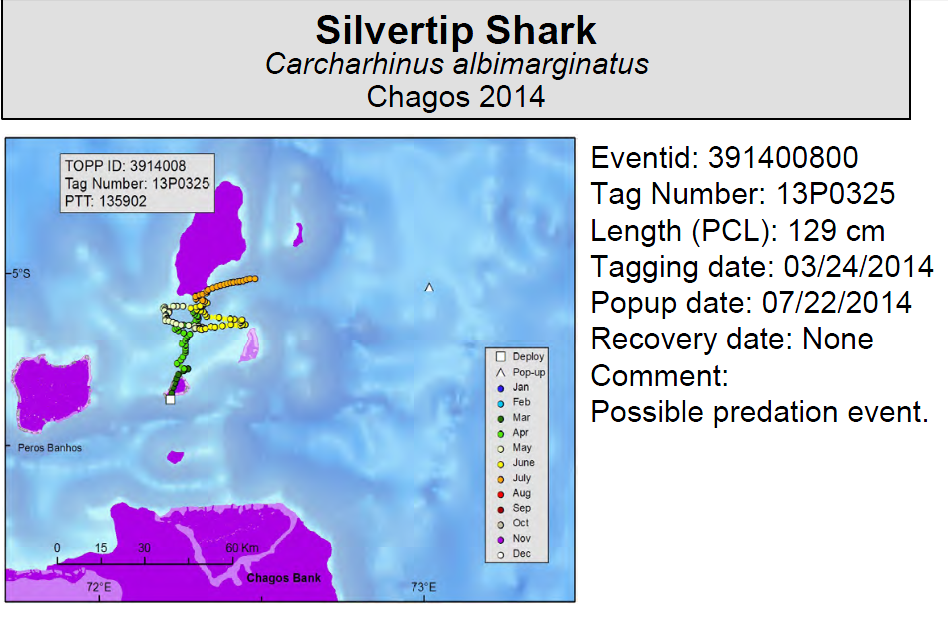 Silvertip Shark
Carcharhinus albimarginatus
Chagos 2014
TOPP ID: 3914008
Tag Number: 13P0325
PTT: 135902
5°S
Peros Banhos
0 15 30 60 Km
Chagos Bank
72°E 73°E
Deploy
Pop-up
Jan
Feb
Mar
Apr
May
June
July
Aug
Sep
Oct
Nov
Dec
Eventid: 391400800
Tag Number: 13P0325
Length (PCL): 129 cm
Tagging date: 03/24/2014
Popup date: 07/22/2014
Recovery date: None
Comment:
Possible predation event.